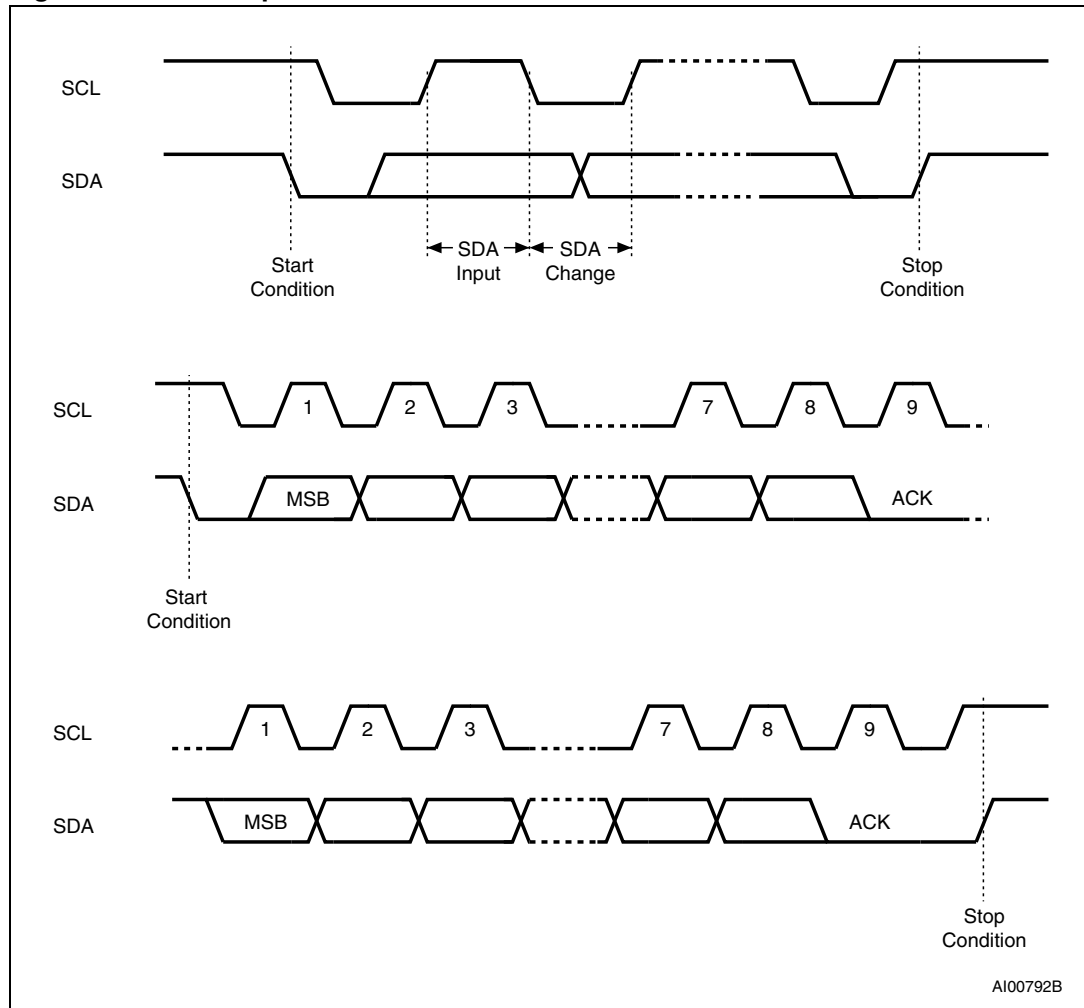 SCL
SDA
SDA
Input
SDA
Change
Start
Condition
Stop
Condition
SCL
1 2 3 7 8 9
SDA
MSB
ACK
Start
Condition
SCL
1 2 3 7 8 9
SDA
MSB
ACK
Stop
Condition
AI00792B